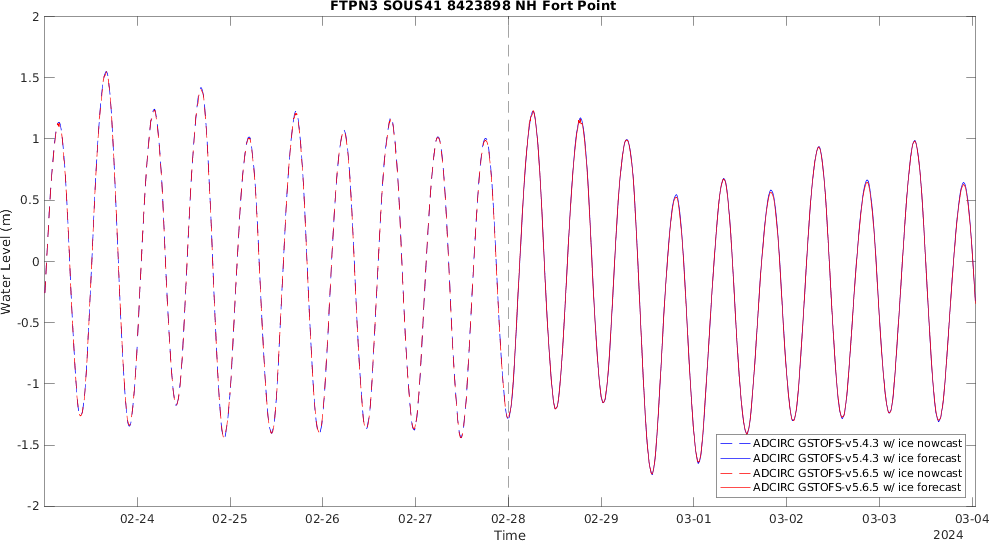 FTPN3 SOUS41 8423898 NH Fort Point
Water Level (m)
2
1.5
1
0.5
0
-0.5
-1
-1.5
-2
ADCIRC GSTOFS-v5.4.3 w/ ice nowcast
ADCIRC GSTOFS-v5.4.3 w/ ice forecast
ADCIRC GSTOFS-v5.6.5 w/ ice nowcast
ADCIRC GSTOFS-v5.6.5 w/ ice forecast
02-24 02-25 02-26 02-27 02-28 02-29 03-01 03-02 03-03 03-04
Time
2024